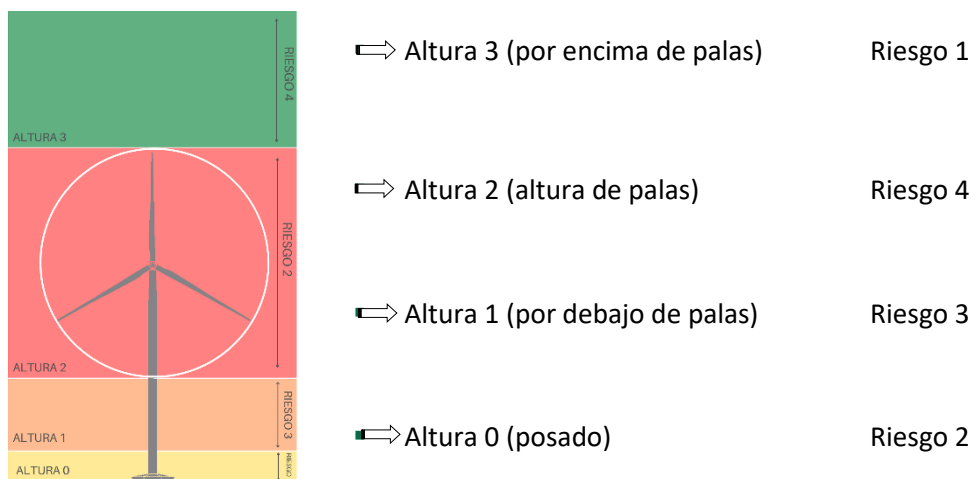 RIESGO 4
ALTURA 3
Altura 3 (por encima de palas) Riesgo 1
RIESGO 2
ALTURA 2
Altura 2 (altura de palas) Riesgo 4
RIESGO 3
ALTURA 1
Altura 1 (por debajo de palas) Riesgo 3
RIESGO
ALTURA 0
Altura 0 (posado) Riesgo 2